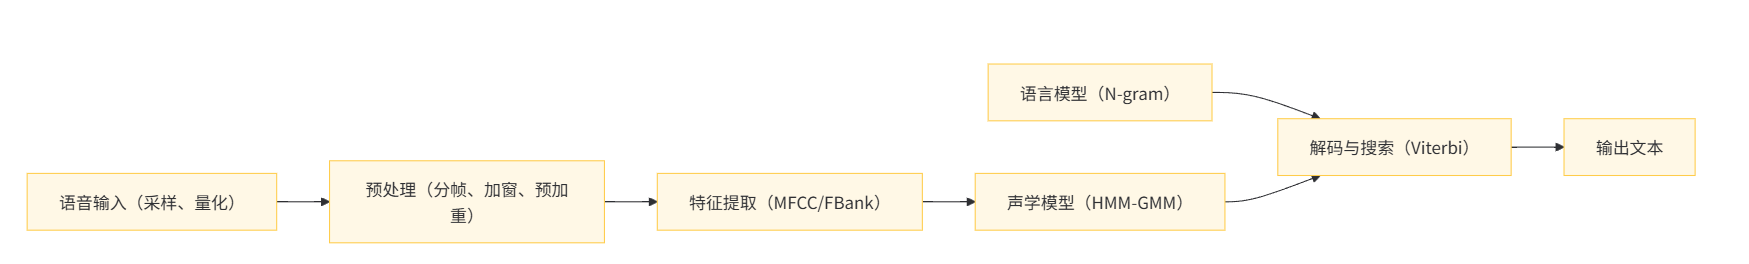 语音输入（采样、量化）
预处理（分帧、加窗、预加
重）
特征提取（MFCC/FBank）
语言模型（N-gram）
声学模型（HMM-GMM）
解码与搜索（Viterbi）
输出文本